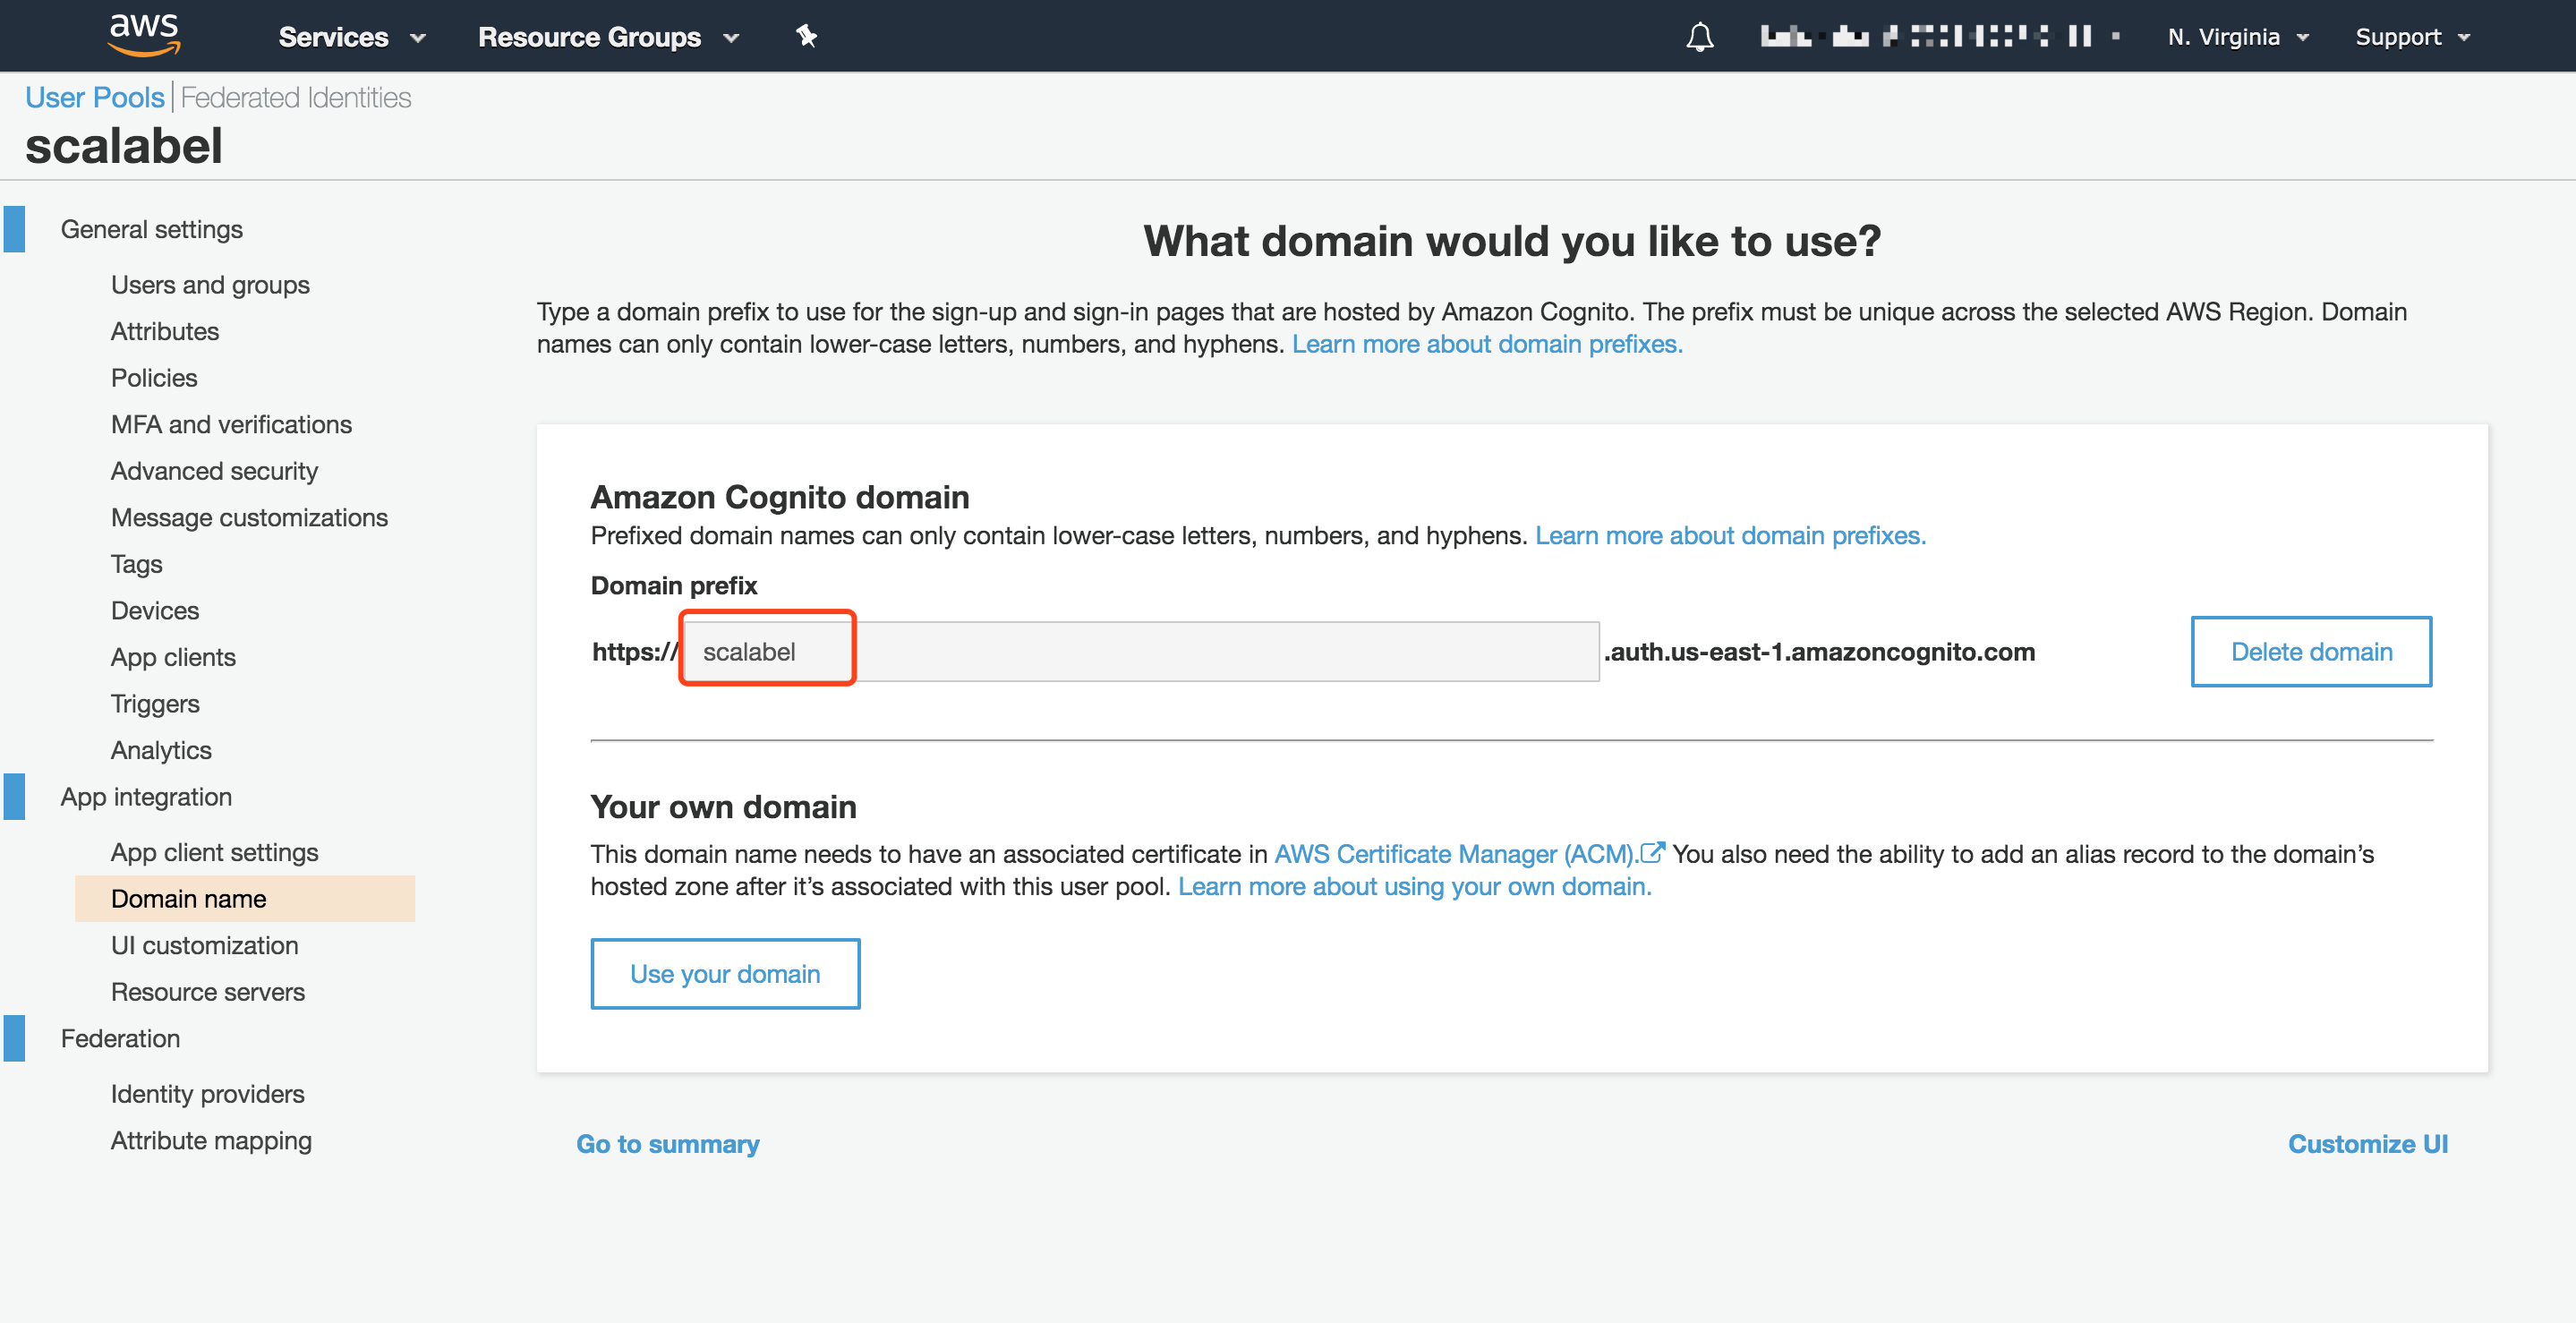 aws Services Resource Groups N. Virginia Support
User Pools | Federated Identities
scalabel
General settings
Users and groups
Attributes
Policies
MFA and verifications
Advanced security
Message customizations
Tags
Devices
App clients
Triggers
Analytics
App integration
App client settings
Domain name
UI customization
Resource servers
Federation
Identity providers
Attribute mapping
What domain would you like to use?
Type a domain prefix to use for the sign-up and sign-in pages that are hosted by Amazon Cognito. The prefix must be unique across the selected AWS Region. Domain
names can only contain lower-case letters, numbers, and hyphens. Learn more about domain prefixes.
Amazon Cognito domain
Prefixed domain names can only contain lower-case letters, numbers, and hyphens. Learn more about domain prefixes.
Domain prefix
https:// scalabel .auth.us-east-1.amazoncognito.com Delete domain
Your own domain
This domain name needs to have an associated certificate in AWS Certificate Manager (ACM). You also need the ability to add an alias record to the domain’s
hosted zone after it’s associated with this user pool. Learn more about using your own domain.
Use your domain
Go to summary Customize UI